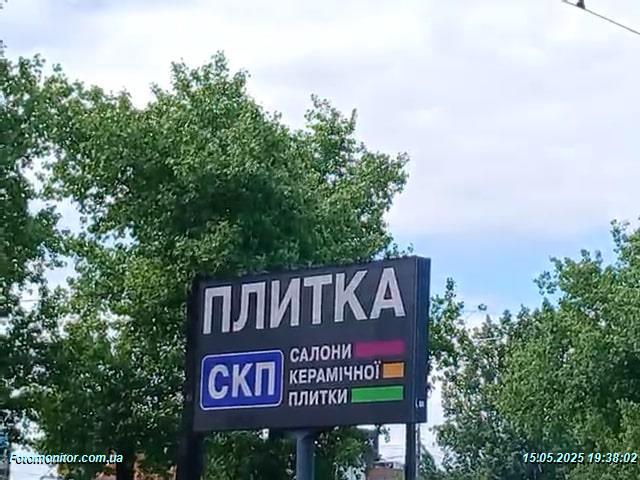 ПЛИТКА
СКП
САЛОНИ
КЕРАМІЧНОЇ
ПЛИТКИ
Fotomonitor.com.ua
15.05.2025 19:38:02